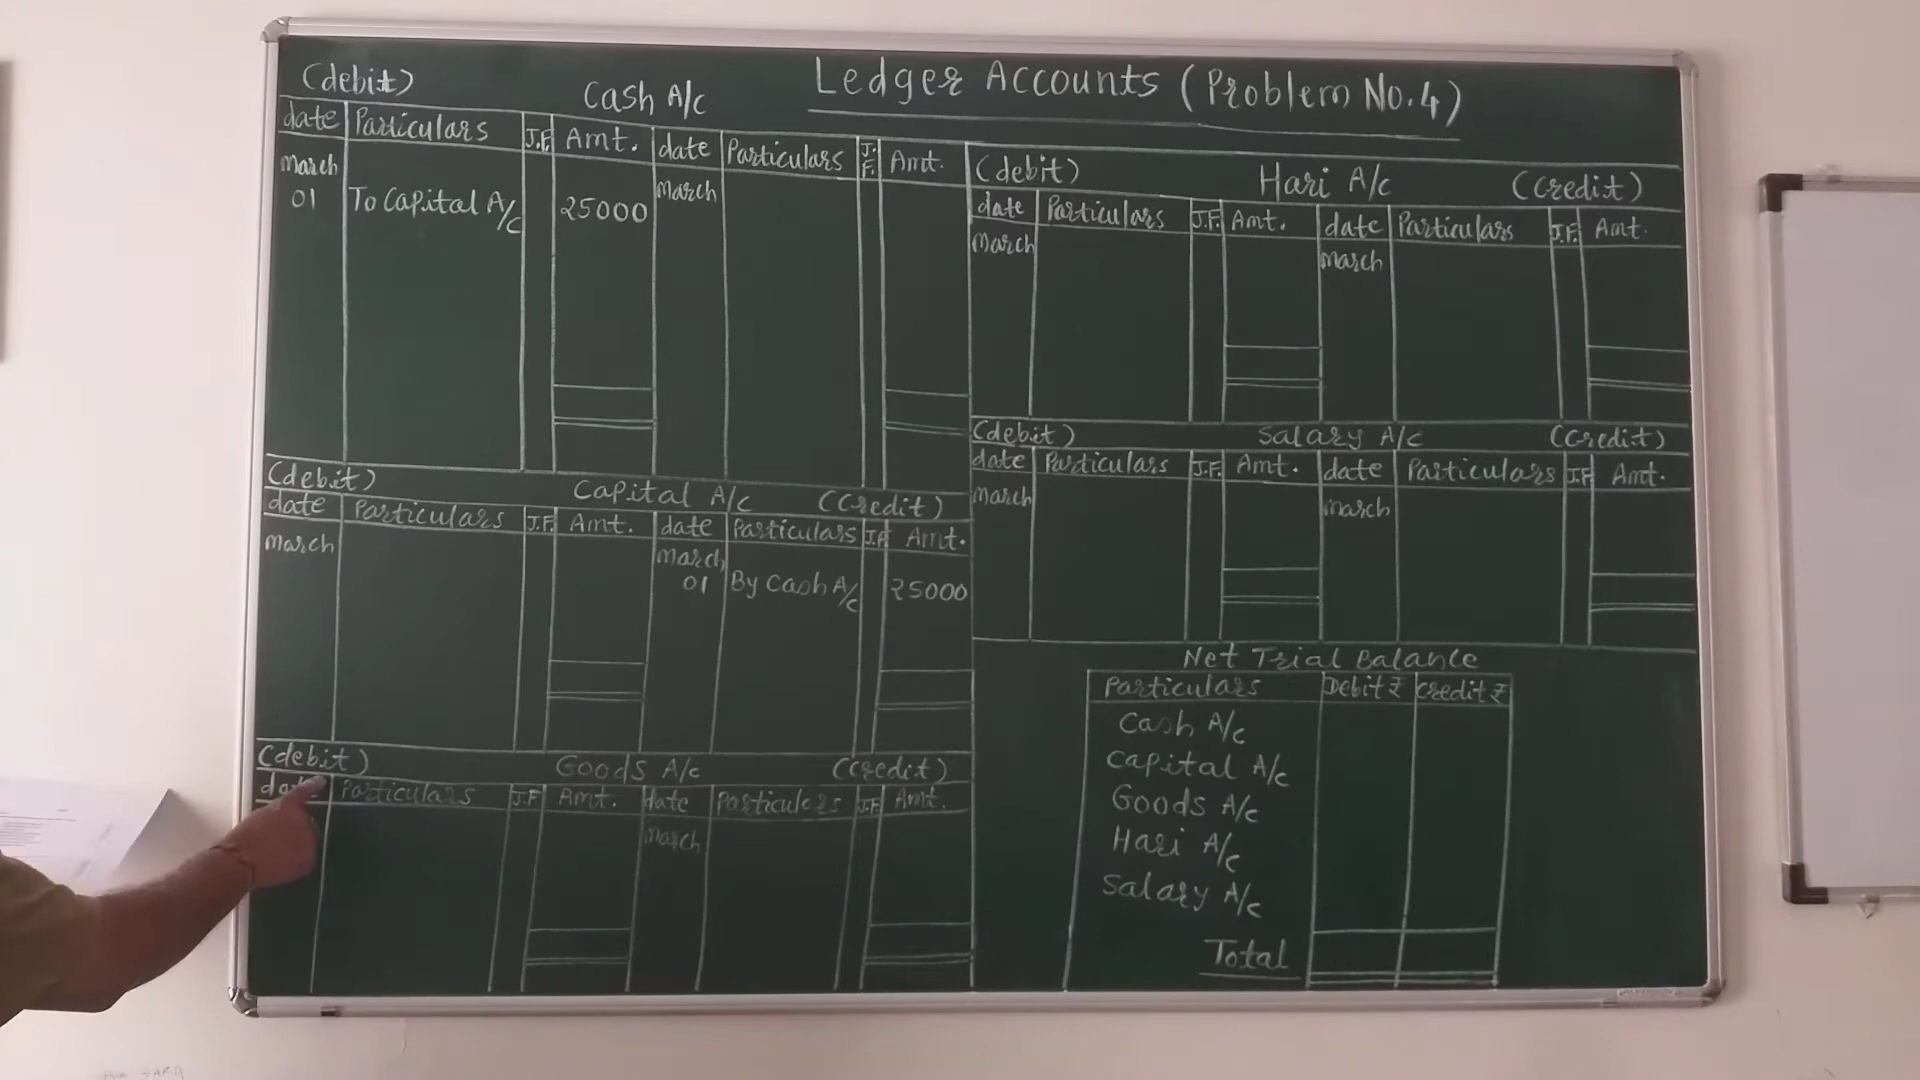 Ledger Accounts (Problem No.4)
(debit) Cash A/c
date Particulars J.F. Amt. date Particulars J.F. Amt.
March March
01 To Capital A/c 25000
(debit) Capital A/c (Credit)
date Particulars J.F. Amt. date Particulars J.F. Amt.
March March
01 By Cash A/c 25000
(debit) Goods A/c (Credit)
date Particulars J.F Amt. date Particulars J.F Amt.
March
(debit) Hari A/c (Credit)
date Particulars J.F. Amt. date Particulars J.F. Amt.
March March
(debit) Salary A/c (Credit)
date Particulars J.F. Amt. date Particulars J.F Amt.
March March
Net Trial Balance
Particulars Debit ₹ Credit ₹
Cash A/c
Capital A/c
Goods A/c
Hari A/c
Salary A/c
Total